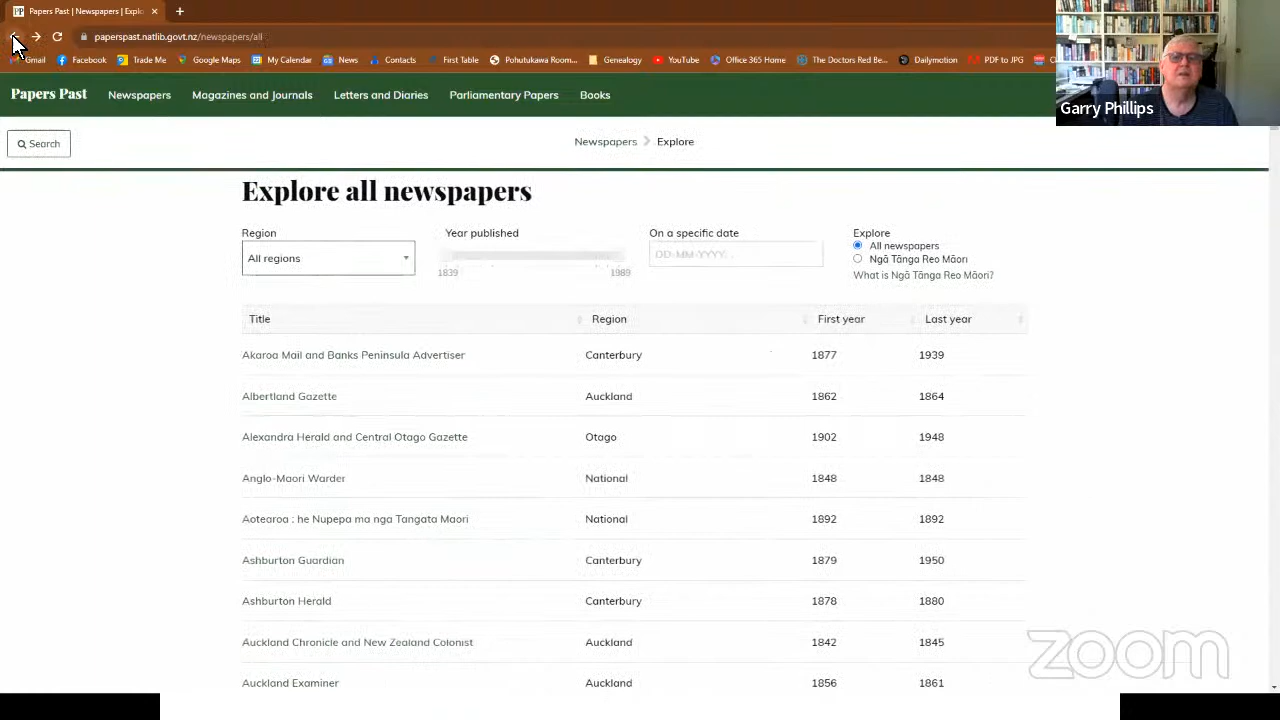 Papers Past | Newspapers | Explo
paperspast.natlib.govt.nz/newspapers/all
Gmail Facebook Trade Me Google Maps My Calendar News Contacts First Table Pohutukawa Room... Genealogy YouTube Office 365 Home The Doctors Red Be... Dailymotion PDF to JPG
Garry Phillips
Papers Past Newspapers Magazines and Journals Letters and Diaries Parliamentary Papers Books
Search
Newspapers Explore
Explore all newspapers
Region Year published On a specific date Explore
All regions
1839 1989
DD-MM-YYYY
All newspapers
Ngā Tānga Reo Māori
What is Ngā Tānga Reo Māori?
Title Region First year Last year
Akaroa Mail and Banks Peninsula Advertiser Canterbury 1877 1939
Albertland Gazette Auckland 1862 1864
Alexandra Herald and Central Otago Gazette Otago 1902 1948
Anglo-Maori Warder National 1848 1848
Aotearoa : he Nupepa ma nga Tangata Maori National 1892 1892
Ashburton Guardian Canterbury 1879 1950
Ashburton Herald Canterbury 1878 1880
Auckland Chronicle and New Zealand Colonist Auckland 1842 1845
Auckland Examiner Auckland 1856 1861
zoom